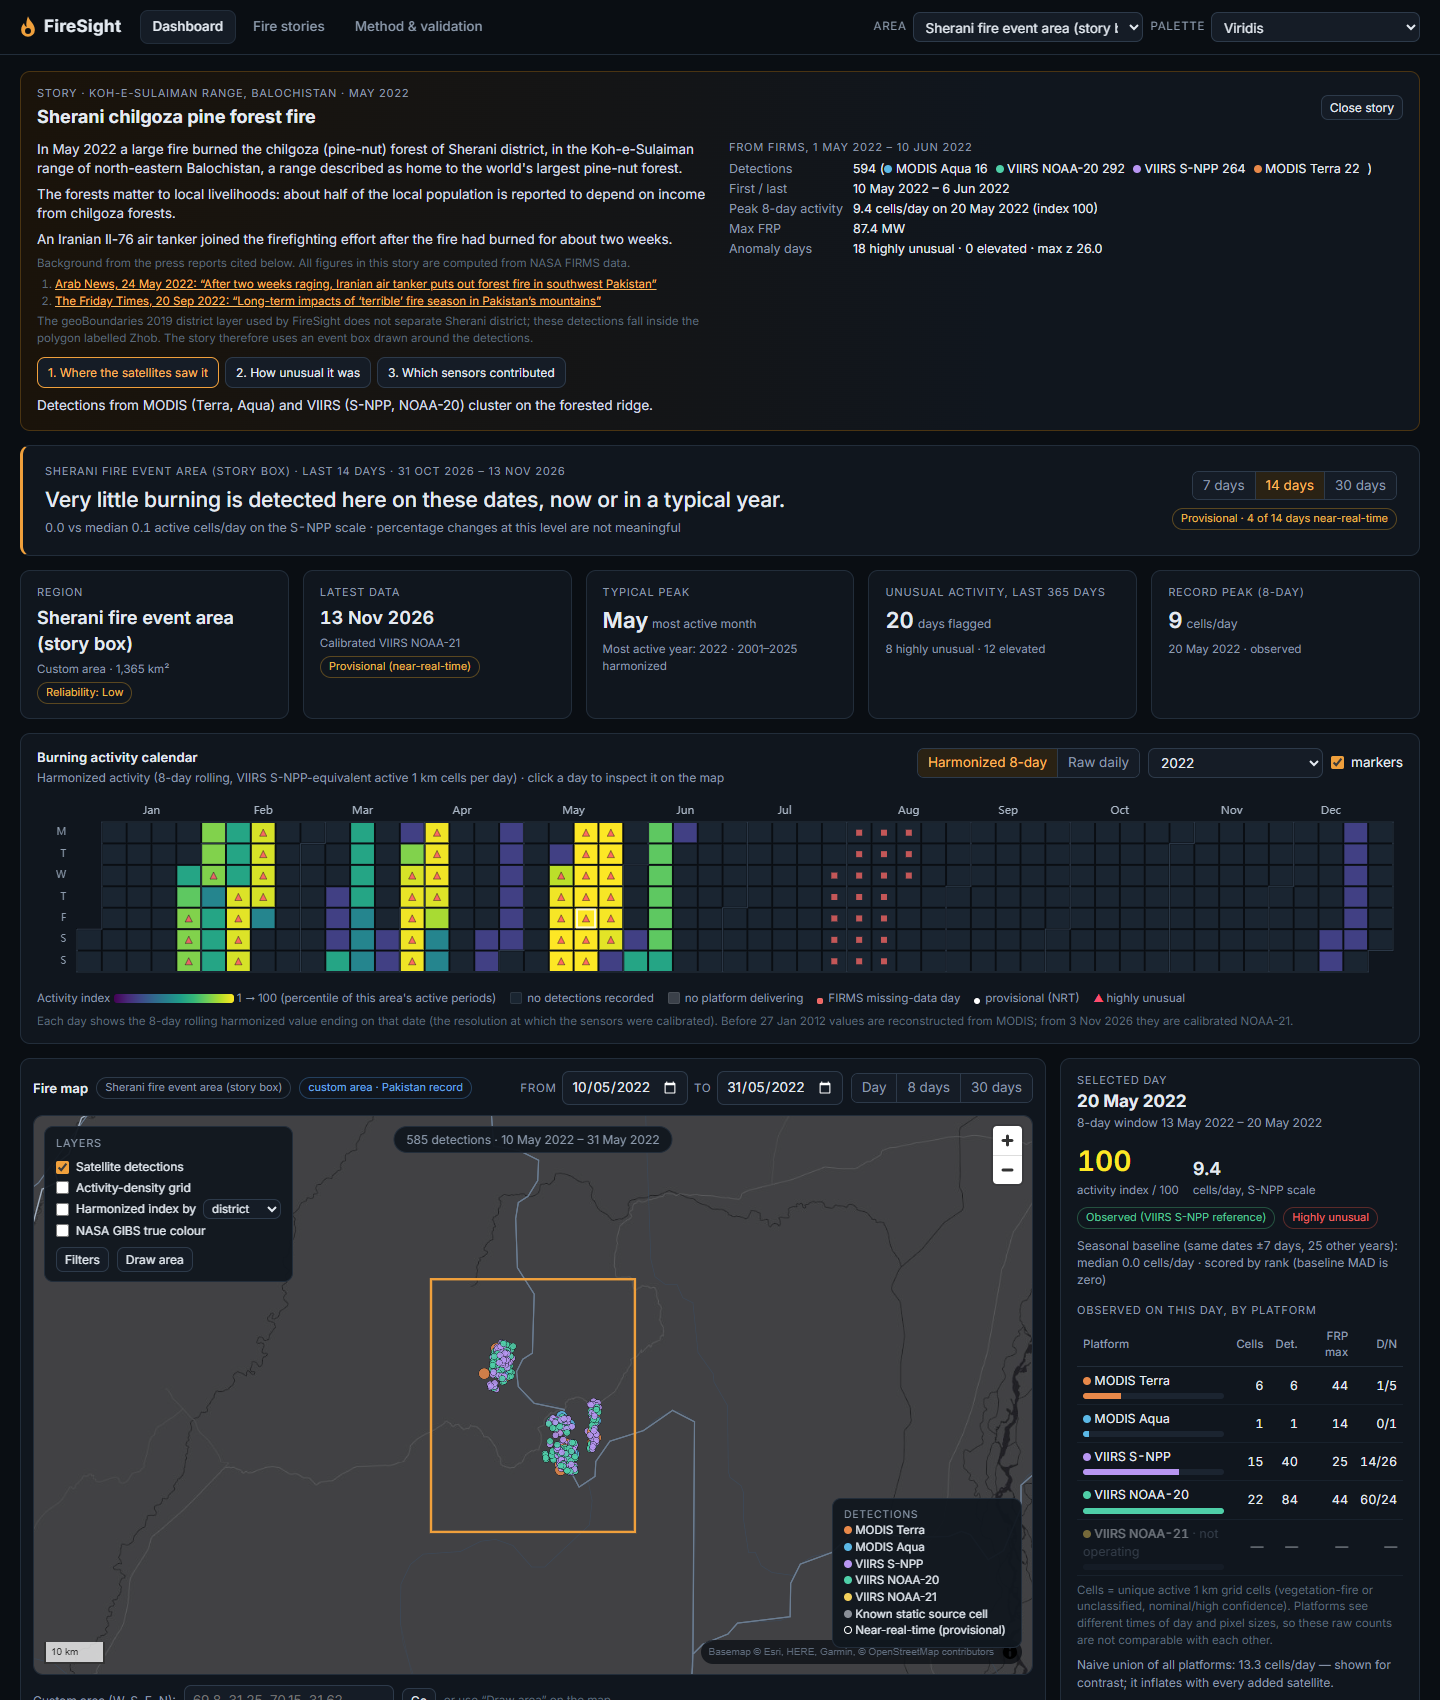 FireSight
Dashboard
Fire stories
Method & validation
AREA
Sherani fire event area (story b
PALETTE
Viridis
STORY · KOH-E-SULAIMAN RANGE, BALOCHISTAN · MAY 2022
Sherani chilgoza pine forest fire
Close story
In May 2022 a large fire burned the chilgoza (pine-nut) forest of Sherani district, in the Koh-e-Sulaiman
range of north-eastern Balochistan, a range described as home to the world's largest pine-nut forest.
The forests matter to local livelihoods: about half of the local population is reported to depend on income
from chilgoza forests.
An Iranian Il-76 air tanker joined the firefighting effort after the fire had burned for about two weeks.
Background from the press reports cited below. All figures in this story are computed from NASA FIRMS data.
1. Arab News, 24 May 2022: “After two weeks raging, Iranian air tanker puts out forest fire in southwest Pakistan”
2. The Friday Times, 20 Sep 2022: “Long-term impacts of ‘terrible’ fire season in Pakistan’s mountains”
The geoBoundaries 2019 district layer used by FireSight does not separate Sherani district; these detections fall inside the
polygon labelled Zhob. The story therefore uses an event box drawn around the detections.
FROM FIRMS, 1 MAY 2022 – 10 JUN 2022
Detections 594 ( MODIS Aqua 16 VIIRS NOAA-20 292 VIIRS S-NPP 264 MODIS Terra 22 )
First / last 10 May 2022 – 6 Jun 2022
Peak 8-day activity 9.4 cells/day on 20 May 2022 (index 100)
Max FRP 87.4 MW
Anomaly days 18 highly unusual · 0 elevated · max z 26.0
1. Where the satellites saw it
2. How unusual it was
3. Which sensors contributed
Detections from MODIS (Terra, Aqua) and VIIRS (S-NPP, NOAA-20) cluster on the forested ridge.
SHERANI FIRE EVENT AREA (STORY BOX) · LAST 14 DAYS · 31 OCT 2026 – 13 NOV 2026
Very little burning is detected here on these dates, now or in a typical year.
0.0 vs median 0.1 active cells/day on the S-NPP scale · percentage changes at this level are not meaningful
7 days
14 days
30 days
Provisional · 4 of 14 days near-real-time
REGION
Sherani fire event area
(story box)
Custom area · 1,365 km²
Reliability: Low
LATEST DATA
13 Nov 2026
Calibrated VIIRS NOAA-21
Provisional (near-real-time)
TYPICAL PEAK
May most active month
Most active year: 2022 · 2001–2025
harmonized
UNUSUAL ACTIVITY, LAST 365 DAYS
20 days flagged
8 highly unusual · 12 elevated
RECORD PEAK (8-DAY)
9 cells/day
20 May 2022 · observed
Burning activity calendar
Harmonized activity (8-day rolling, VIIRS S-NPP-equivalent active 1 km cells per day) · click a day to inspect it on the map
Harmonized 8-day
Raw daily
2022
markers
Jan Feb Mar Apr May Jun Jul Aug Sep Oct Nov Dec
M
T
W
T
F
S
S
Activity index 1 → 100 (percentile of this area's active periods) no detections recorded no platform delivering FIRMS missing-data day provisional (NRT) highly unusual
Each day shows the 8-day rolling harmonized value ending on that date (the resolution at which the sensors were calibrated). Before 27 Jan 2012 values are reconstructed from MODIS; from 3 Nov 2026 they are calibrated NOAA-21.
Fire map
Sherani fire event area (story box)
custom area · Pakistan record
FROM
10/05/2022
TO
31/05/2022
Day
8 days
30 days
LAYERS
Satellite detections
Activity-density grid
Harmonized index by district
NASA GIBS true colour
Filters
Draw area
585 detections · 10 May 2022 – 31 May 2022
+
−
DETECTIONS
MODIS Terra
MODIS Aqua
VIIRS S-NPP
VIIRS NOAA-20
VIIRS NOAA-21
Known static source cell
Near-real-time (provisional)
10 km
Basemap © Esri, HERE, Garmin, © OpenStreetMap contributors
SELECTED DAY
20 May 2022
8-day window 13 May 2022 – 20 May 2022
100
activity index / 100
9.4
cells/day, S-NPP scale
Observed (VIIRS S-NPP reference)
Highly unusual
Seasonal baseline (same dates ±7 days, 25 other years):
median 0.0 cells/day · scored by rank (baseline MAD is
zero)
OBSERVED ON THIS DAY, BY PLATFORM
Platform Cells Det. FRP max D/N
MODIS Terra 6 6 44 1/5
MODIS Aqua 1 1 14 0/1
VIIRS S-NPP 15 40 25 14/26
VIIRS NOAA-20 22 84 44 60/24
VIIRS NOAA-21 · not operating — — — —
Cells = unique active 1 km grid cells (vegetation-fire or
unclassified, nominal/high confidence). Platforms see
different times of day and pixel sizes, so these raw counts
are not comparable with each other.
Naive union of all platforms: 13.3 cells/day — shown for
contrast; it inflates with every added satellite.